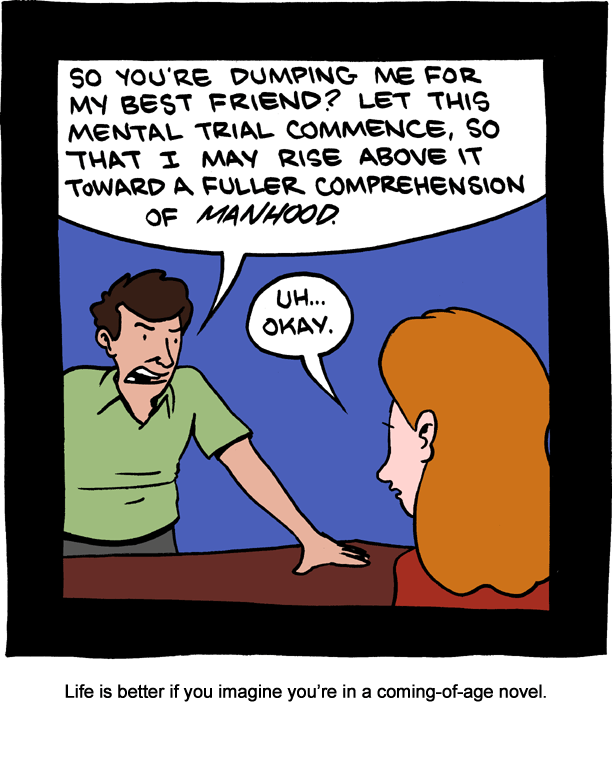 SO YOU'RE DUMPING ME FOR
MY BEST FRIEND? LET THIS
MENTAL TRIAL COMMENCE, SO
THAT I MAY RISE ABOVE IT
TOWARD A FULLER COMPREHENSION
OF MANHOOD.
UH...
OKAY.
Life is better if you imagine you're in a coming-of-age novel.